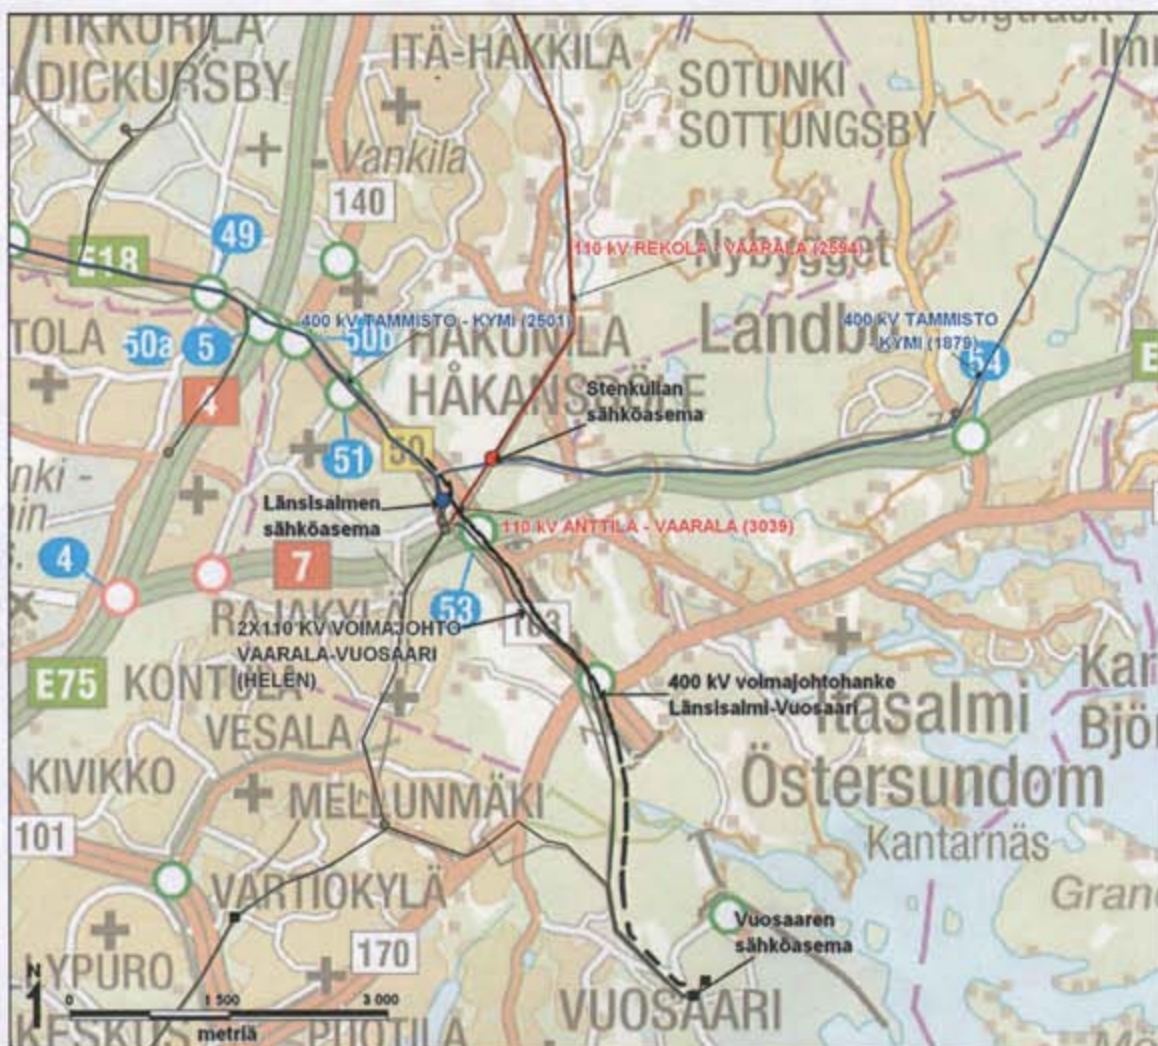 TIKKURILA
DICKURSBY
ITÄ-HAKKILA
SOTUNKI
SOTTUNGSBY
Vankila
140
49
E18
110 kV REKOLA - VAARALA (2594)
Nybygget
400 kV TAMMISTO - KYMI (2501)
50a
5
50b
HAKUNILA
HÅKANSBÖLE
400 kV TAMMISTO
- KYMI (1879)
54
4
Stenkullan
sähköasema
51
50
Länsisalmen
sähköasema
110 kV ANTTILA - VAARALA (3039)
4
7
53
RAJAKYLÄ
163
2X110 KV VOIMAJOHTO
VAARALA-VUOSAARI
(HELEN)
E75
KONTULA
VESALA
400 kV voimajohtohanke
Länsisalmi-Vuosaari
KIVIKKO
Östersundom
MELLUNMÄKI
101
Kantarnäs
VARTIOKYLÄ
170
Vuosaaren
sähköasema
VUOSAARI
N
0 1 500 3 000
metriä